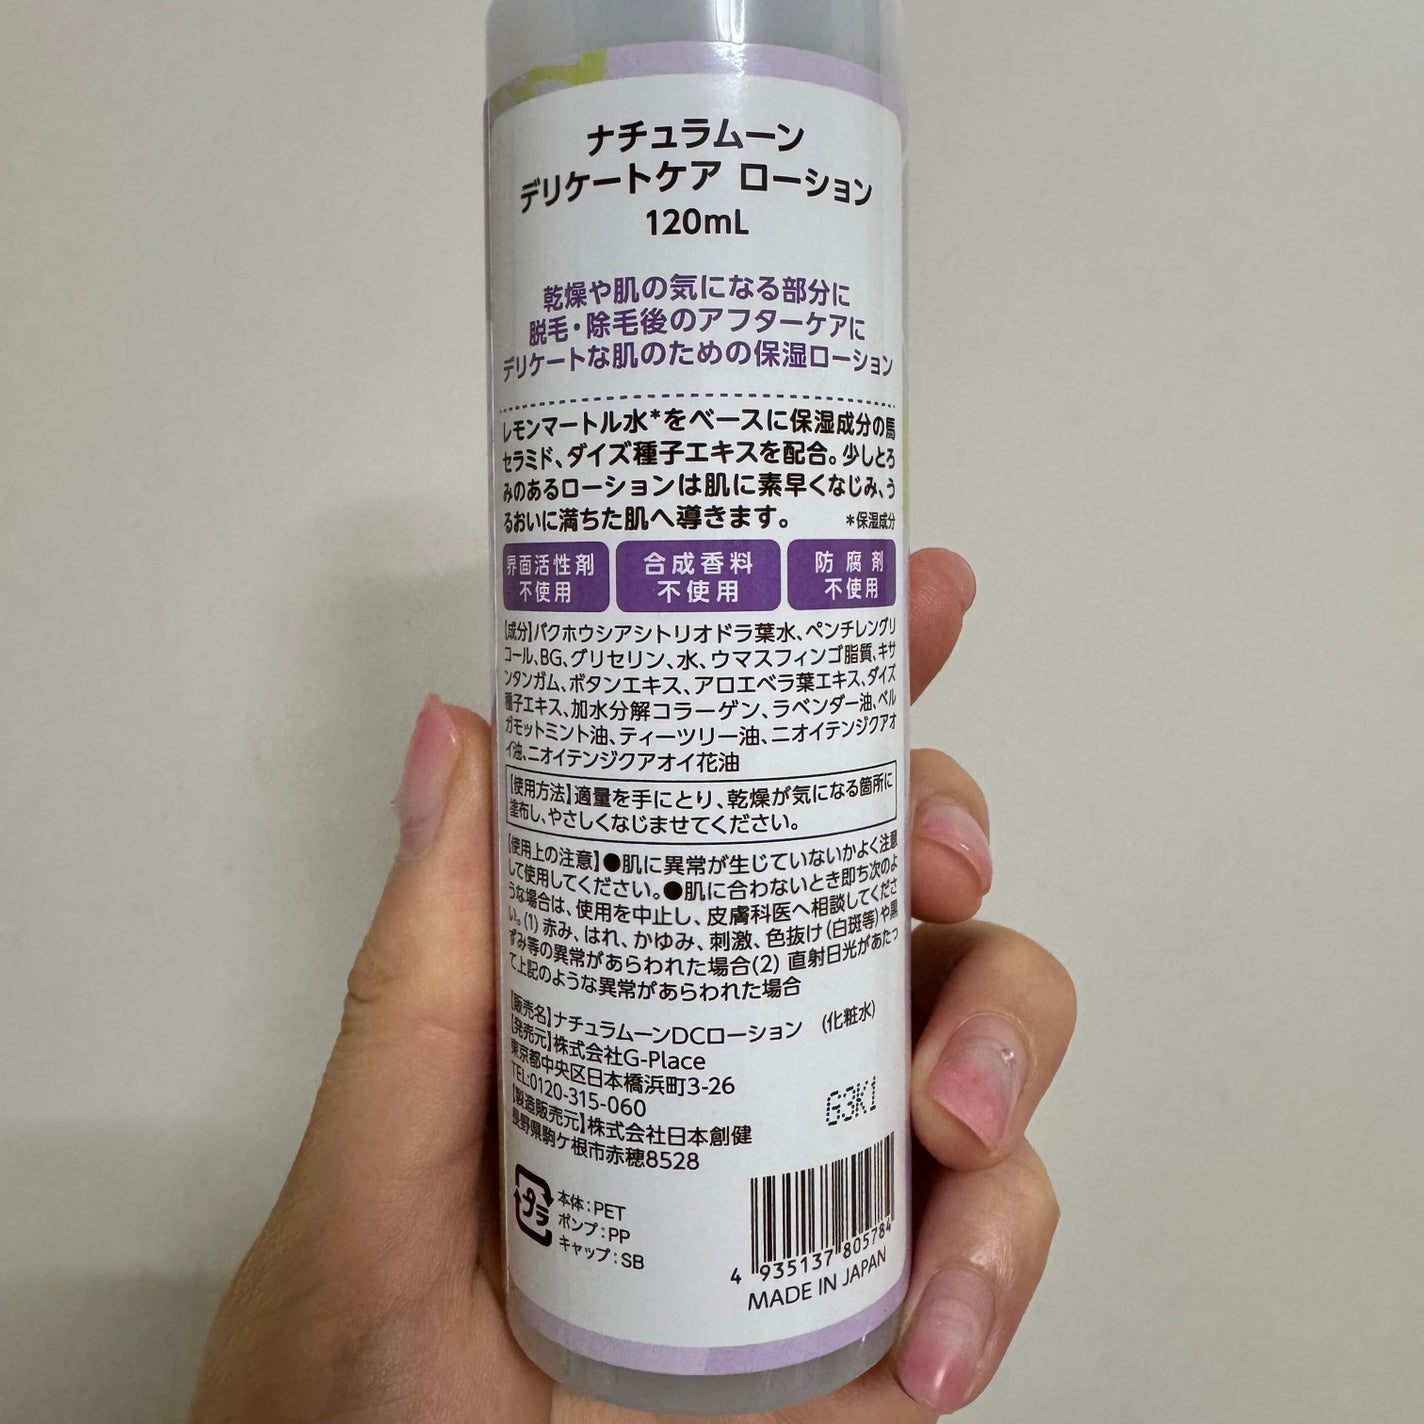 ナチュラムーン
デリケートケア ローション
120mL
乾燥や肌の気になる部分に
脱毛・除毛後のアフターケアに
デリケートな肌のための保湿ローション
レモンマートル水*をベースに保湿成分の馬
セラミド、ダイズ種子エキスを配合。少しとろ
みのあるローションは肌に素早くなじみ、う
るおいに満ちた肌へ導きます。 *保湿成分
界面活性剤 合成香料 防腐剤
不使用 不使用 不使用
【成分】バクホウシアシトリオドラ葉水、ペンチレングリ
コール、BG、グリセリン、水、ウマスフィンゴ脂質、キサ
ンタンガム、ボタンエキス、アロエベラ葉エキス、ダイズ
種子エキス、加水分解コラーゲン、ラベンダー油、ベル
ガモットミント油、ティーツリー油、ニオイテンジクアオ
イ油、ニオイテンジクアオイ花油
【使用方法】適量を手にとり、乾燥が気になる箇所に
塗布し、やさしくなじませてください。
【使用上の注意】●肌に異常が生じていないかよく注意
して使用してください。●肌に合わないとき即ち次のよ
うな場合は、使用を中止し、皮膚科医へ相談してくださ
い。(1) 赤み、はれ、かゆみ、刺激、色抜け(白斑等)や黒
ずみ等の異常があらわれた場合(2) 直射日光があたっ
て上記のような異常があらわれた場合
【販売名】ナチュラムーンDCローション (化粧水)
【発売元】株式会社G-Place
東京都中央区日本橋浜町3-26
TEL:0120-315-060
【製造販売元】株式会社日本創健
長野県駒ケ根市赤穂8528
G3K1
プラ
本体:PET
ポンプ:PP
キャップ:SB
4 935137 805784
MADE IN JAPAN